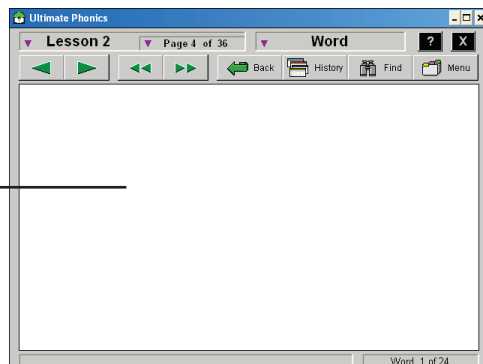 Ultimate Phonics
Lesson 2 Page 4 of 36 Word ? X
Back History Find Menu
Word 1 of 24